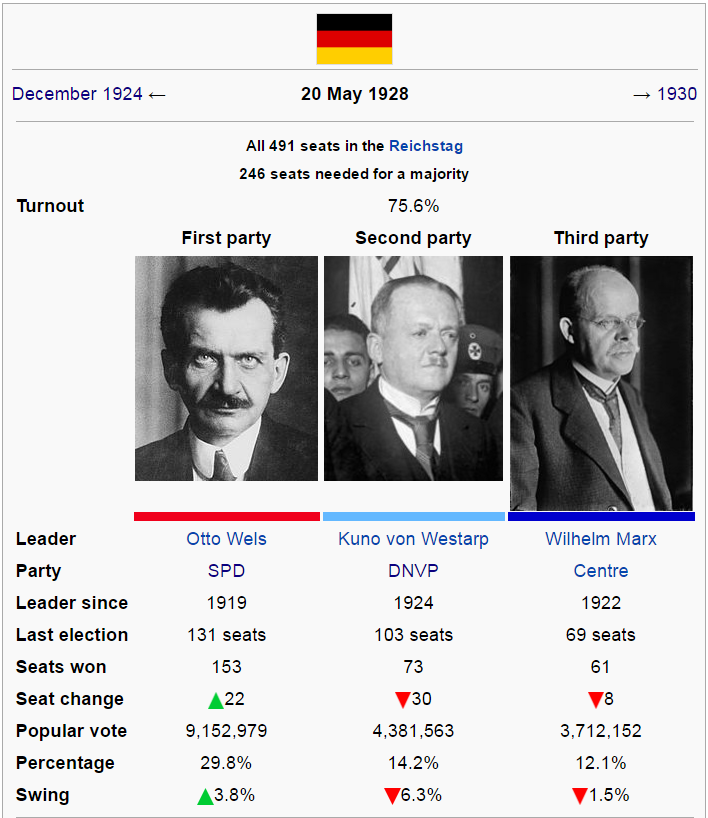 December 1924 ← 20 May 1928 → 1930
All 491 seats in the Reichstag
246 seats needed for a majority
Turnout 75.6%
First party Second party Third party
Leader Otto Wels Kuno von Westarp Wilhelm Marx
Party SPD DNVP Centre
Leader since 1919 1924 1922
Last election 131 seats 103 seats 69 seats
Seats won 153 73 61
Seat change ▲22 ▼30 ▼8
Popular vote 9,152,979 4,381,563 3,712,152
Percentage 29.8% 14.2% 12.1%
Swing ▲3.8% ▼6.3% ▼1.5%